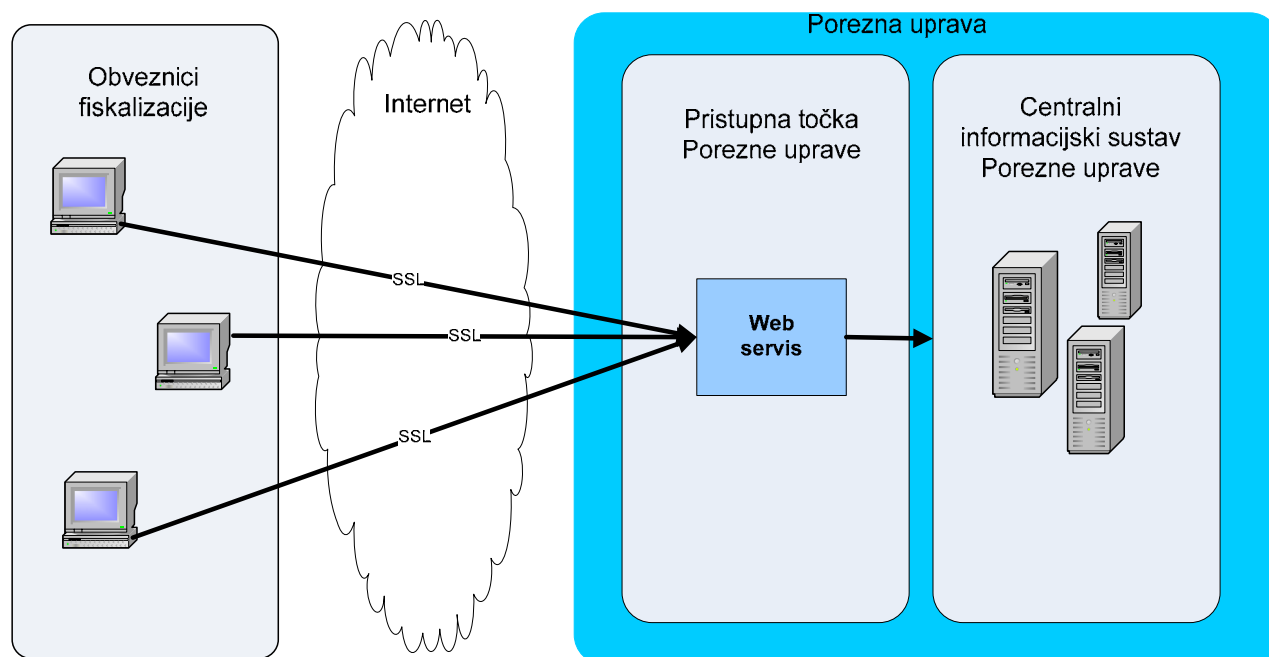 Porezna uprava
Obveznici
fiskalizacije
Internet
Pristupna točka
Porezne uprave
Centralni
informacijski sustav
Porezne uprave
SSL
SSL
SSL
Web
servis